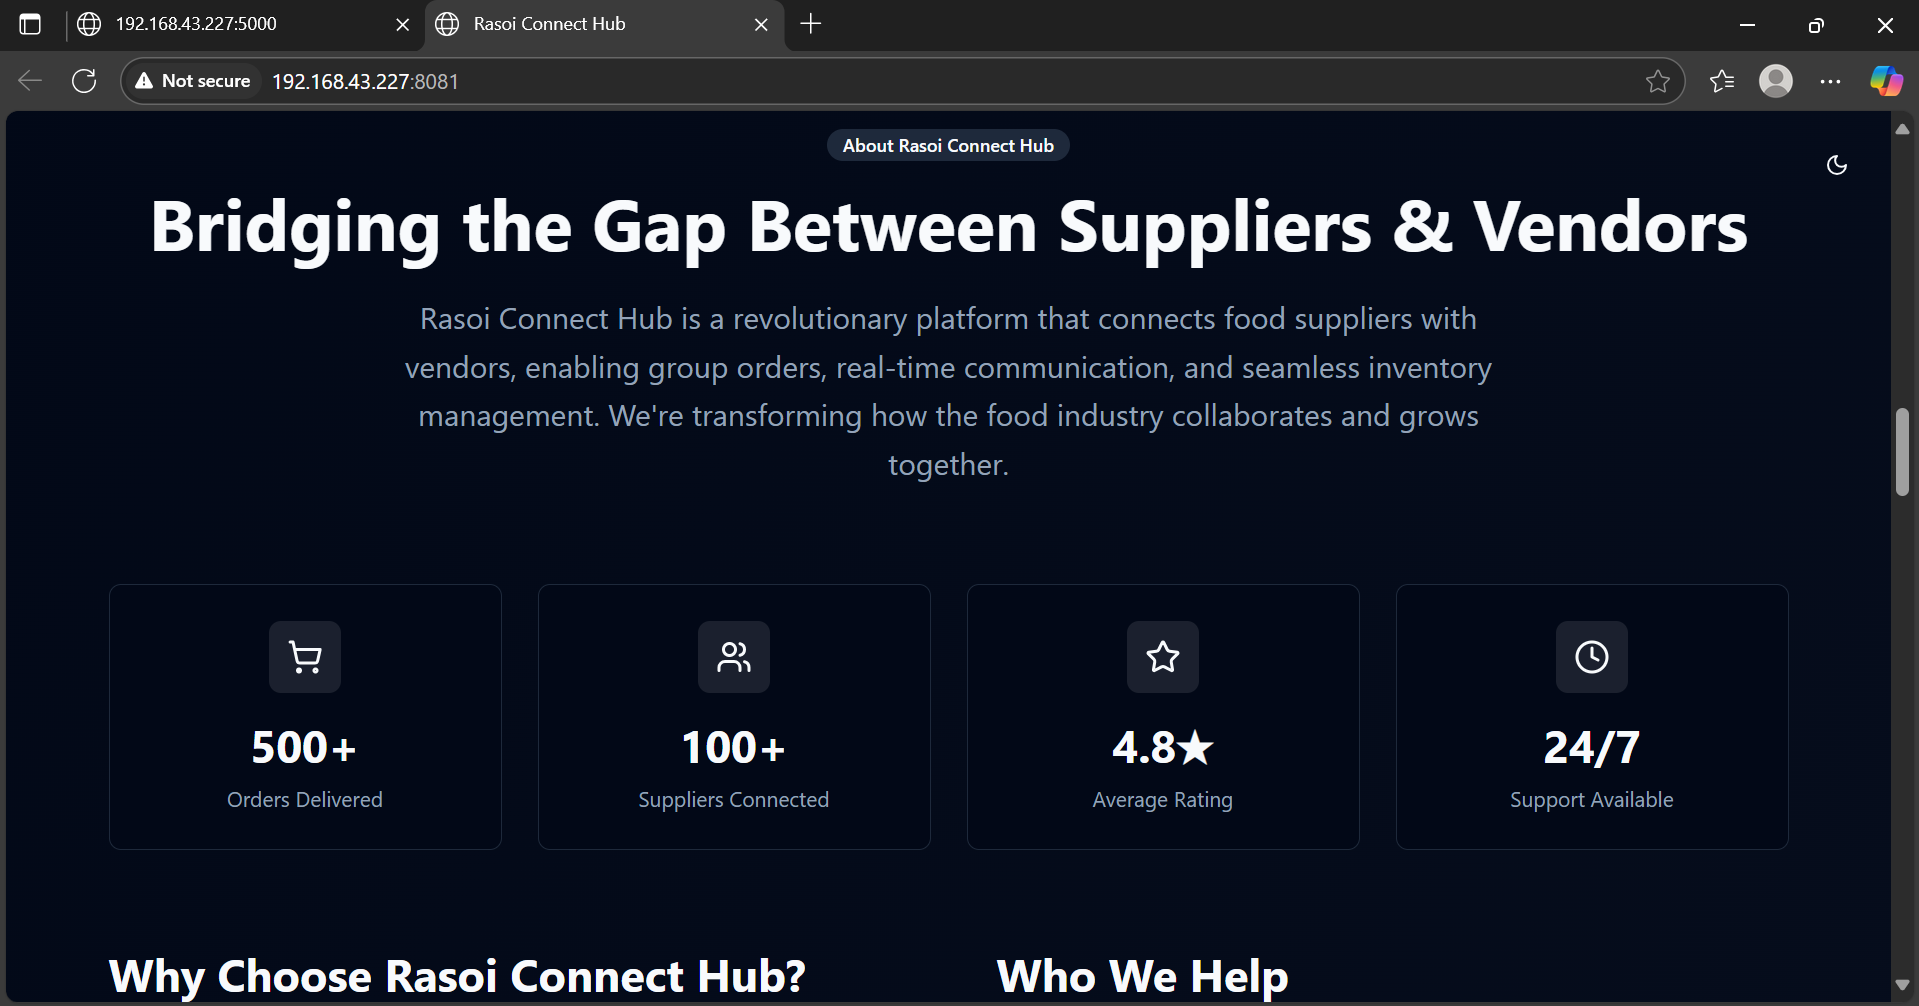 192.168.43.227:5000
Rasoi Connect Hub
Not secure
192.168.43.227:8081
About Rasoi Connect Hub
Bridging the Gap Between Suppliers & Vendors
Rasoi Connect Hub is a revolutionary platform that connects food suppliers with
vendors, enabling group orders, real-time communication, and seamless inventory
management. We're transforming how the food industry collaborates and grows
together.
500+
Orders Delivered
100+
Suppliers Connected
4.8★
Average Rating
24/7
Support Available
Why Choose Rasoi Connect Hub?
Who We Help